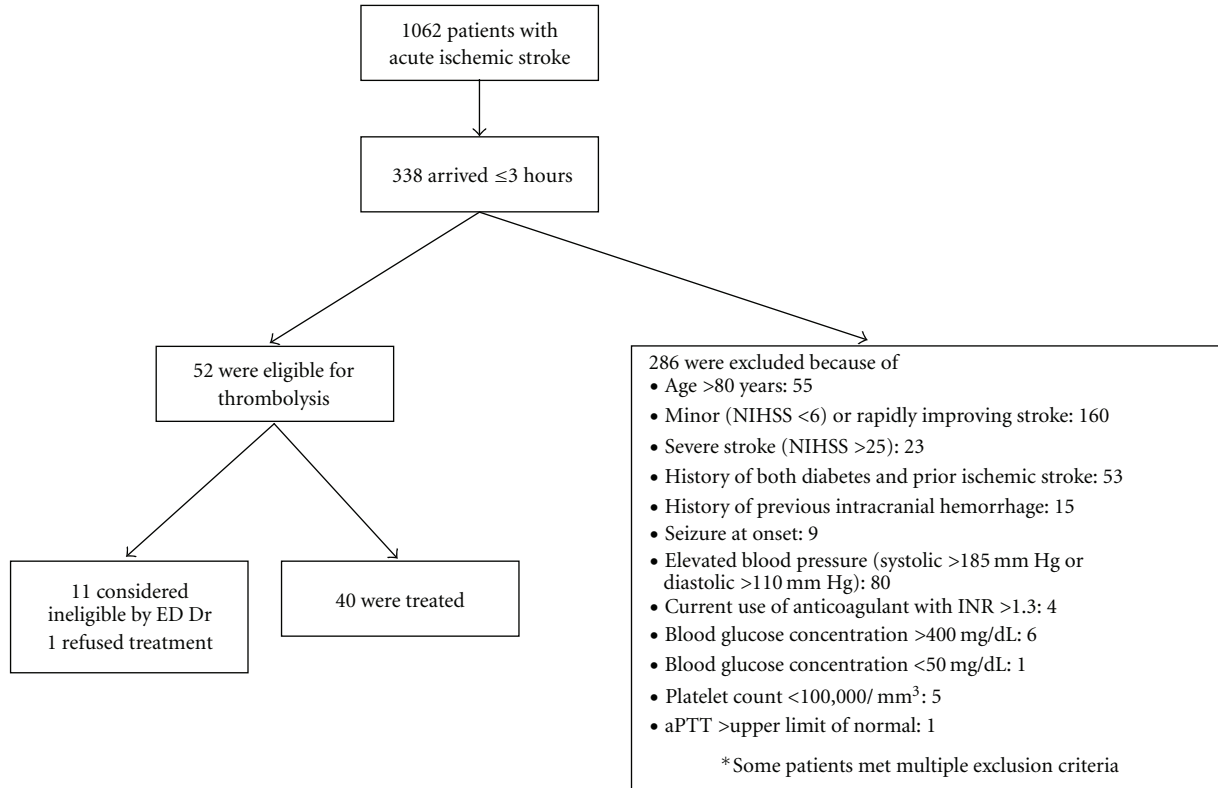 1062 patients with
acute ischemic stroke
338 arrived ≤3 hours
52 were eligible for
thrombolysis
11 considered
ineligible by ED Dr
1 refused treatment
40 were treated
286 were excluded because of
• Age >80 years: 55
• Minor (NIHSS <6) or rapidly improving stroke: 160
• Severe stroke (NIHSS >25): 23
• History of both diabetes and prior ischemic stroke: 53
• History of previous intracranial hemorrhage: 15
• Seizure at onset: 9
• Elevated blood pressure (systolic >185 mm Hg or
diastolic >110 mm Hg): 80
• Current use of anticoagulant with INR >1.3: 4
• Blood glucose concentration >400 mg/dL: 6
• Blood glucose concentration <50 mg/dL: 1
• Platelet count <100,000/ mm³: 5
• aPTT >upper limit of normal: 1
*Some patients met multiple exclusion criteria